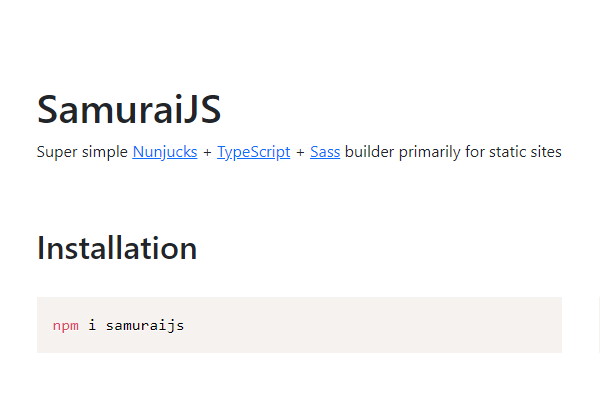 SamuraiJS
Super simple Nunjucks + TypeScript + Sass builder primarily for static sites
Installation
npm i samuraijs